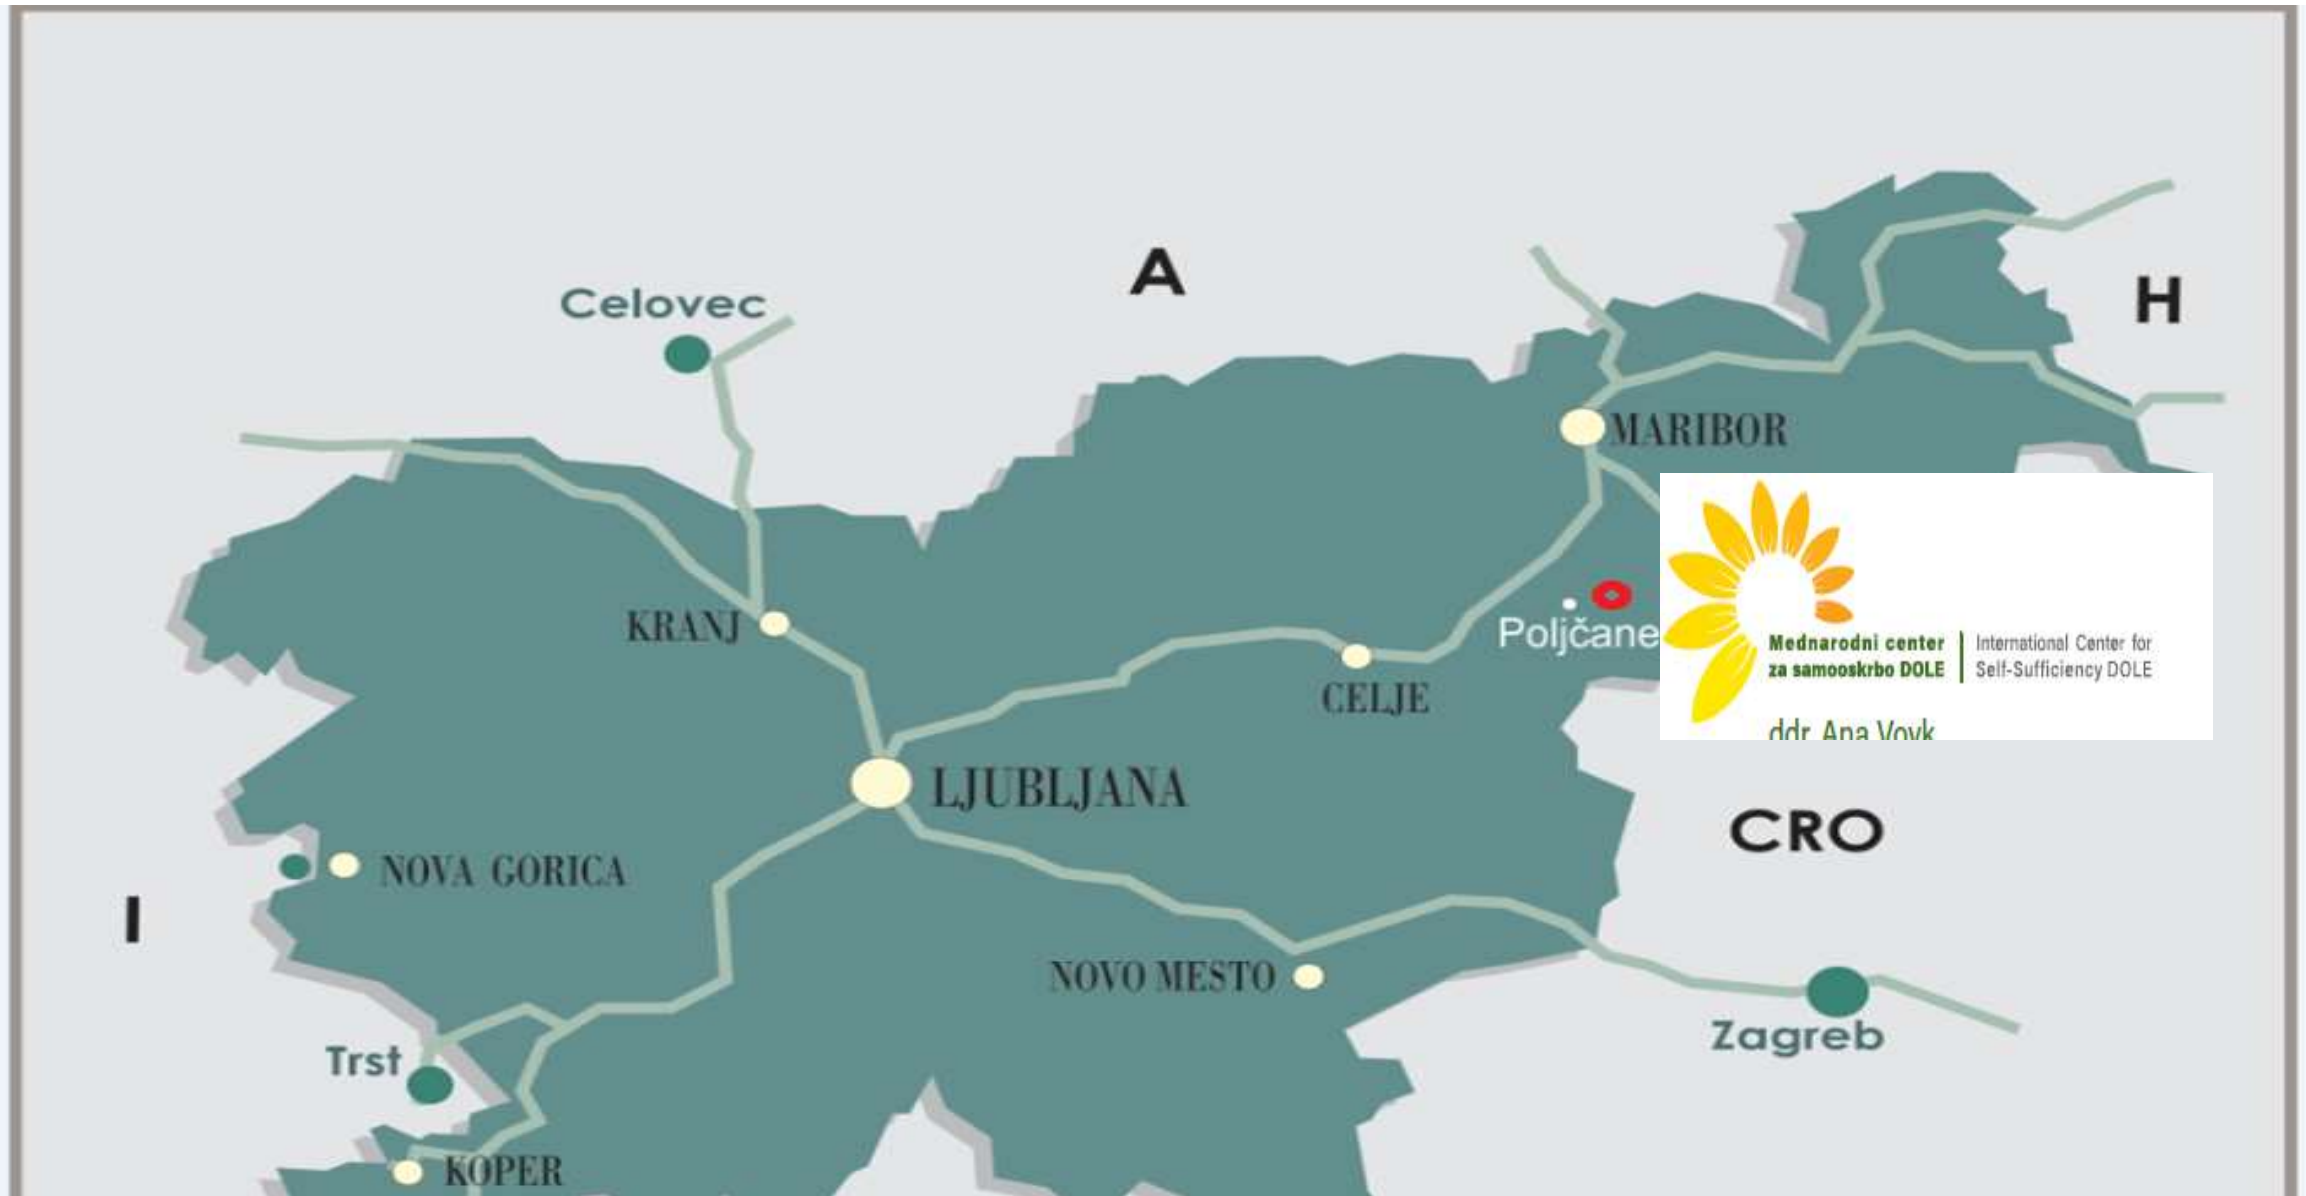 A
H
Celovec
MARIBOR
KRANJ
Poljčane
Mednarodni center
za samooskrbo DOLE
International Center for
Self-Sufficiency DOLE
ddr. Ana Vovk
CELJE
LJUBLJANA
CRO
NOVA GORICA
I
NOVO MESTO
Zagreb
Trst
KOPER